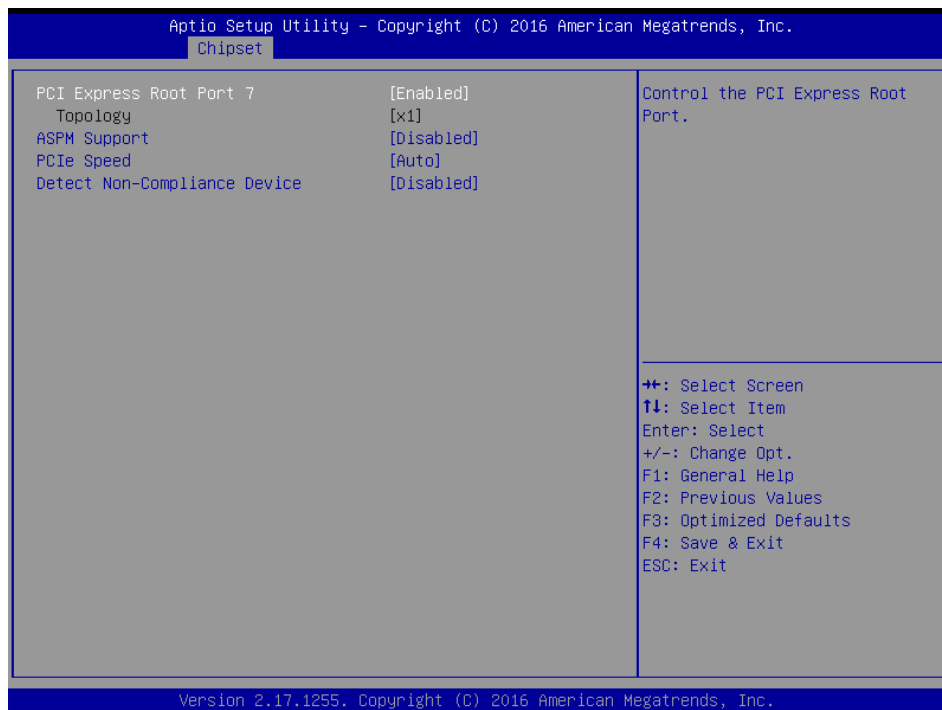 Aptio Setup Utility – Copyright (C) 2016 American Megatrends, Inc.
Chipset
PCI Express Root Port 7 [Enabled]
Topology [x1]
ASPM Support [Disabled]
PCIe Speed [Auto]
Detect Non-Compliance Device [Disabled]
Control the PCI Express Root
Port.
→←: Select Screen
↑↓: Select Item
Enter: Select
+/-: Change Opt.
F1: General Help
F2: Previous Values
F3: Optimized Defaults
F4: Save & Exit
ESC: Exit
Version 2.17.1255. Copyright (C) 2016 American Megatrends, Inc.